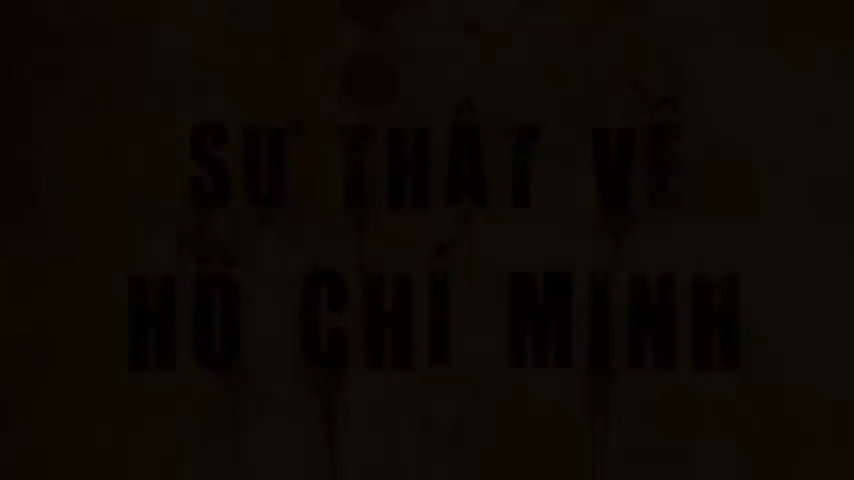 SỰ THẬT VỀ
HỒ CHÍ MINH